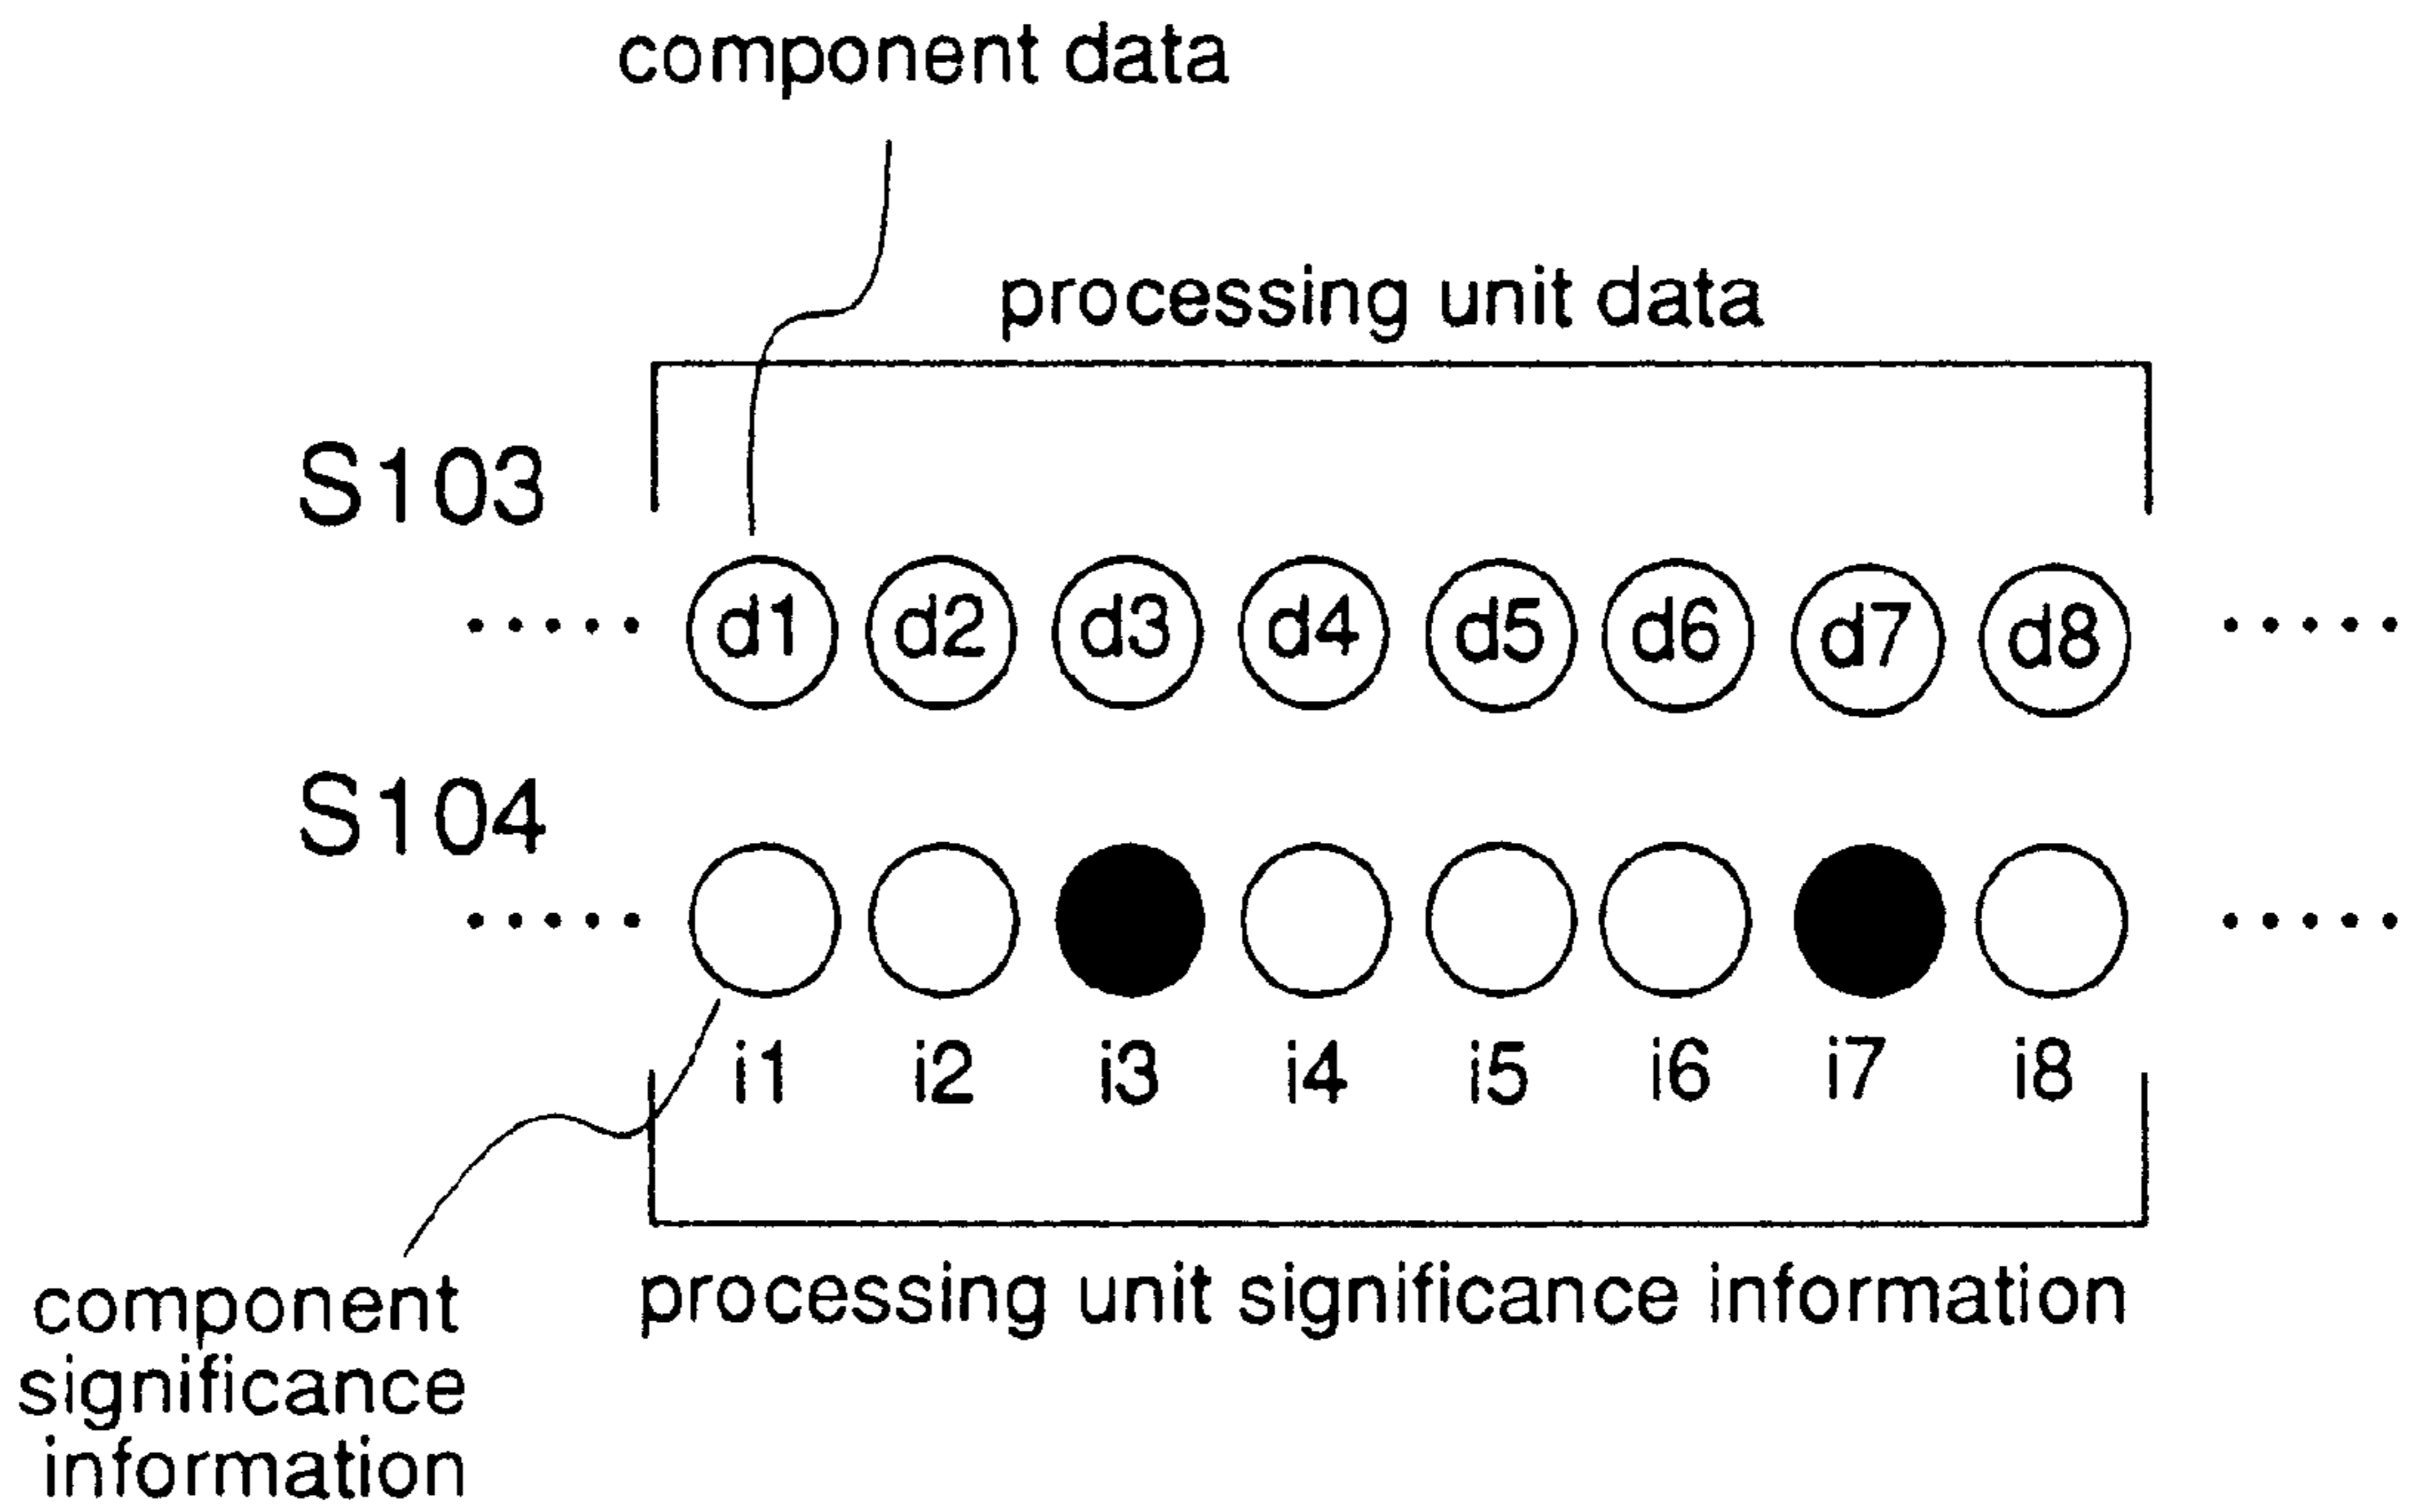 component data
processing unit data
S103
..... d1 d2 d3 d4 d5 d6 d7 d8 .....
S104
..... .....
i1 i2 i3 i4 i5 i6 i7 i8
processing unit significance information
component
significance
information